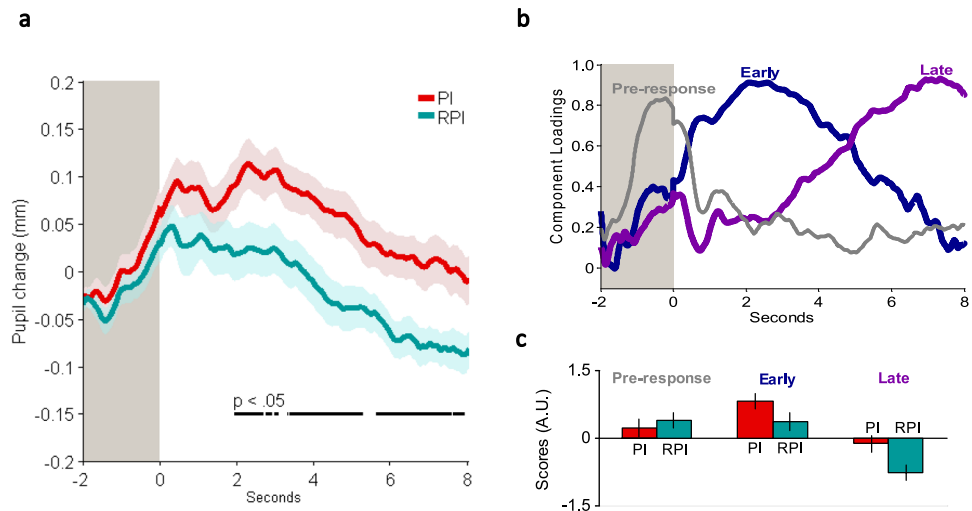 a
0.2
0.15
0.1
0.05
0
-0.05
-0.1
-0.15
-0.2
Pupil change (mm)
PI
RPI
p < .05
-2 0 2 4 6 8
Seconds
b
1.0
0.8
0.6
0.4
0.2
0
Component Loadings
Pre-response
Early
Late
-2 0 2 4 6 8
Seconds
c
1.5
0
-1.5
Scores (A.U.)
Pre-response Early Late
PI RPI
PI RPI
PI RPI